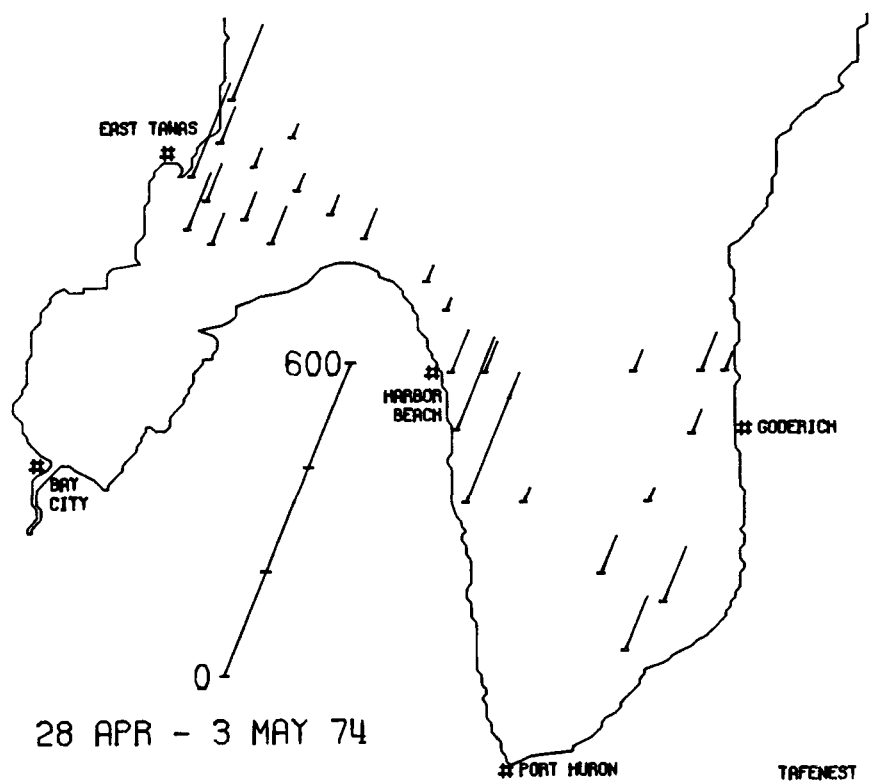 EAST TAWAS
#
600
#
HARBOR
BEACH
# GODERICH
#
BAY
CITY
0
28 APR - 3 MAY 74
# PORT HURON
TAFENEST